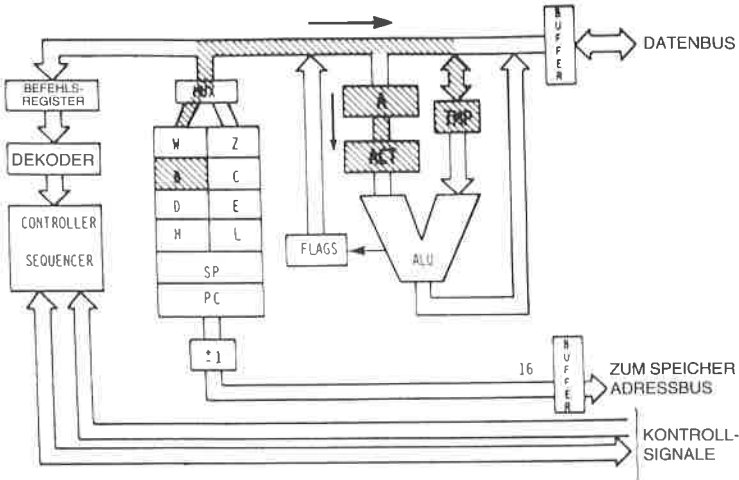 BUFFER
DATENBUS
BEFEHLS-
REGISTER
MUX
A
TMP
DEKODER
W Z
B C
ACT
D E
CONTROLLER
SEQUENCER
H L
FLAGS
ALU
SP
PC
±1
16
BUFFER
ZUM SPEICHER
ADRESSBUS
KONTROLL-
SIGNALE